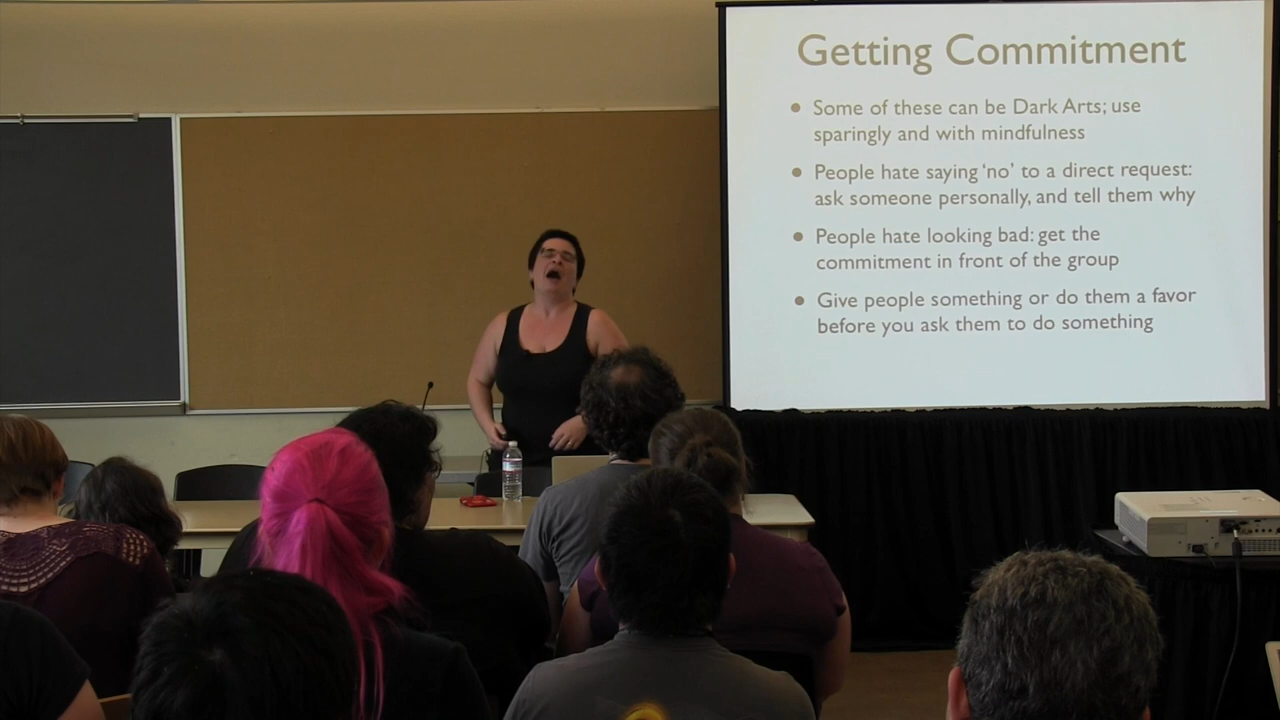 Getting Commitment
• Some of these can be Dark Arts; use
sparingly and with mindfulness
• People hate saying ‘no’ to a direct request:
ask someone personally, and tell them why
• People hate looking bad: get the
commitment in front of the group
• Give people something or do them a favor
before you ask them to do something